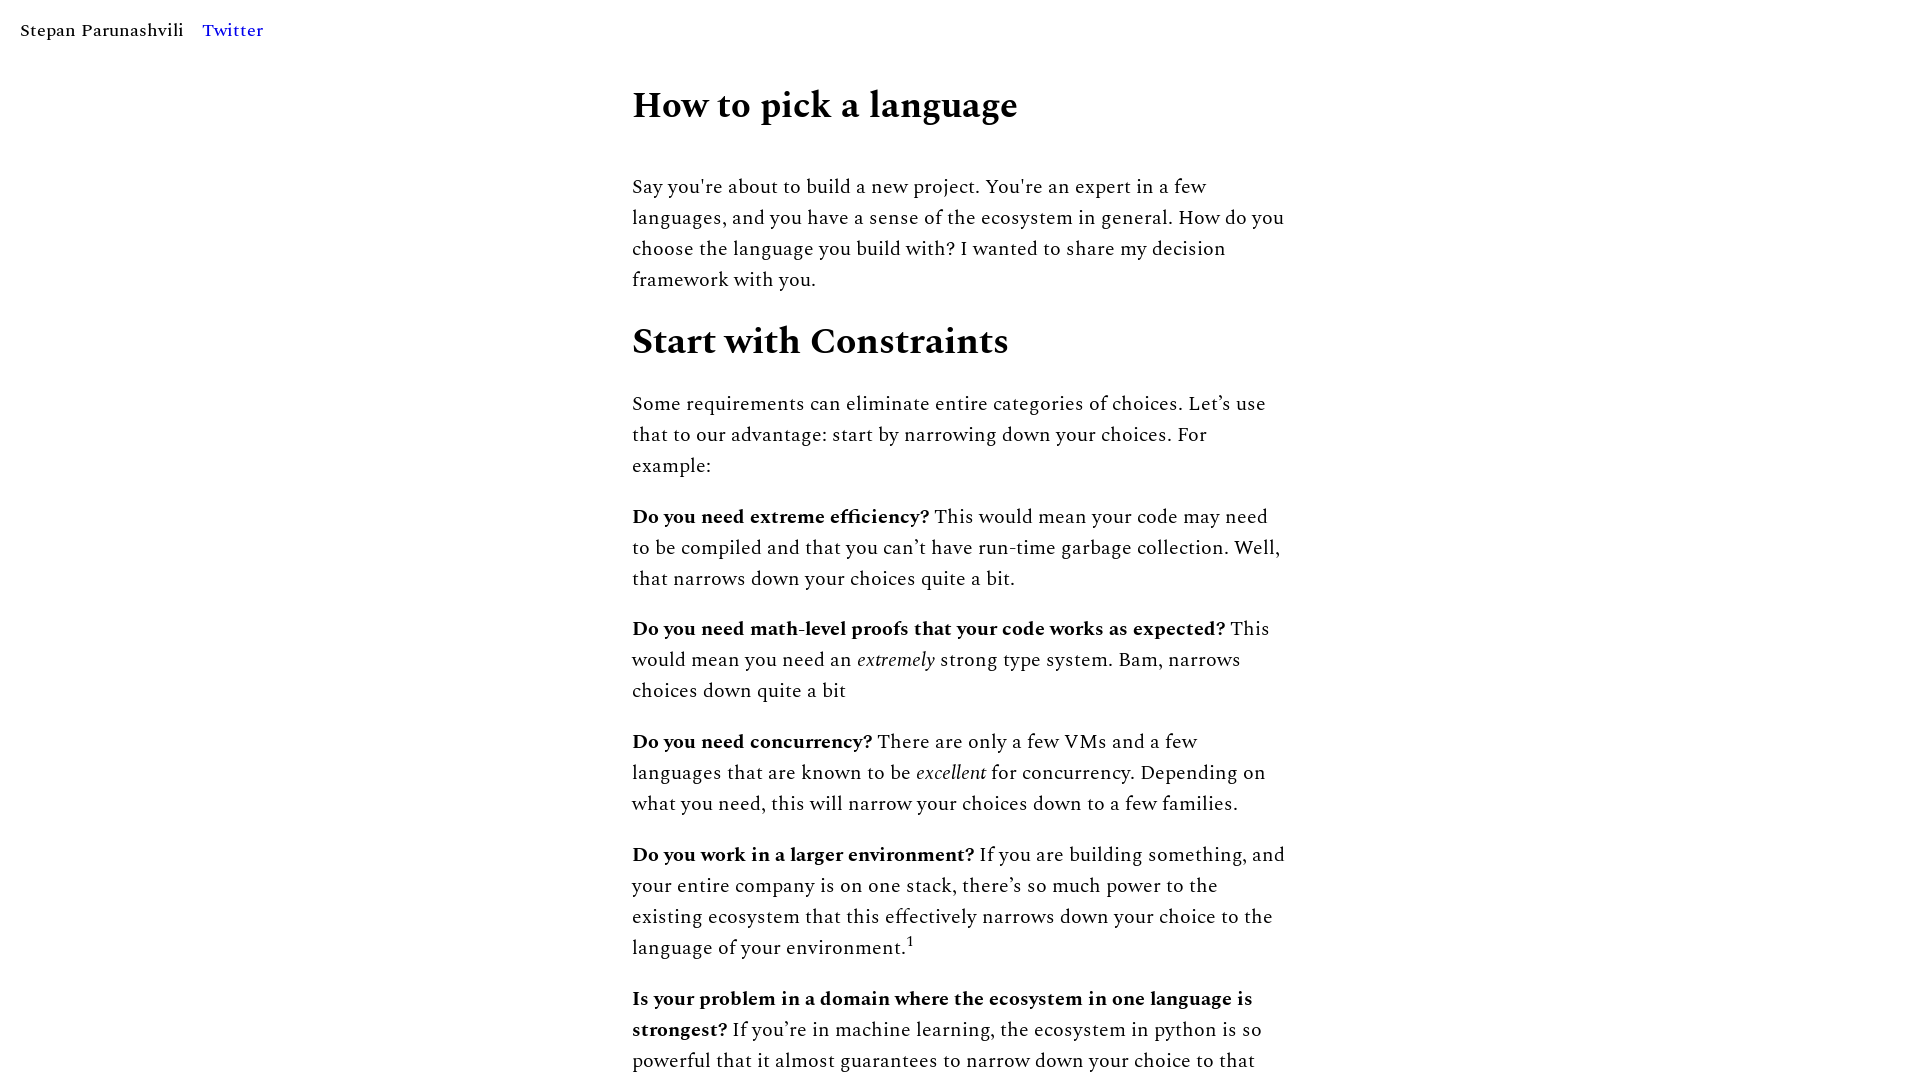 Stepan Parunashvili Twitter
How to pick a language
Say you're about to build a new project. You're an expert in a few
languages, and you have a sense of the ecosystem in general. How do you
choose the language you build with? I wanted to share my decision
framework with you.
Start with Constraints
Some requirements can eliminate entire categories of choices. Let’s use
that to our advantage: start by narrowing down your choices. For
example:
Do you need extreme efficiency? This would mean your code may need
to be compiled and that you can’t have run-time garbage collection. Well,
that narrows down your choices quite a bit.
Do you need math-level proofs that your code works as expected? This
would mean you need an extremely strong type system. Bam, narrows
choices down quite a bit
Do you need concurrency? There are only a few VMs and a few
languages that are known to be excellent for concurrency. Depending on
what you need, this will narrow your choices down to a few families.
Do you work in a larger environment? If you are building something, and
your entire company is on one stack, there’s so much power to the
existing ecosystem that this effectively narrows down your choice to the
language of your environment.1
Is your problem in a domain where the ecosystem in one language is
strongest? If you’re in machine learning, the ecosystem in python is so
powerful that it almost guarantees to narrow down your choice to that